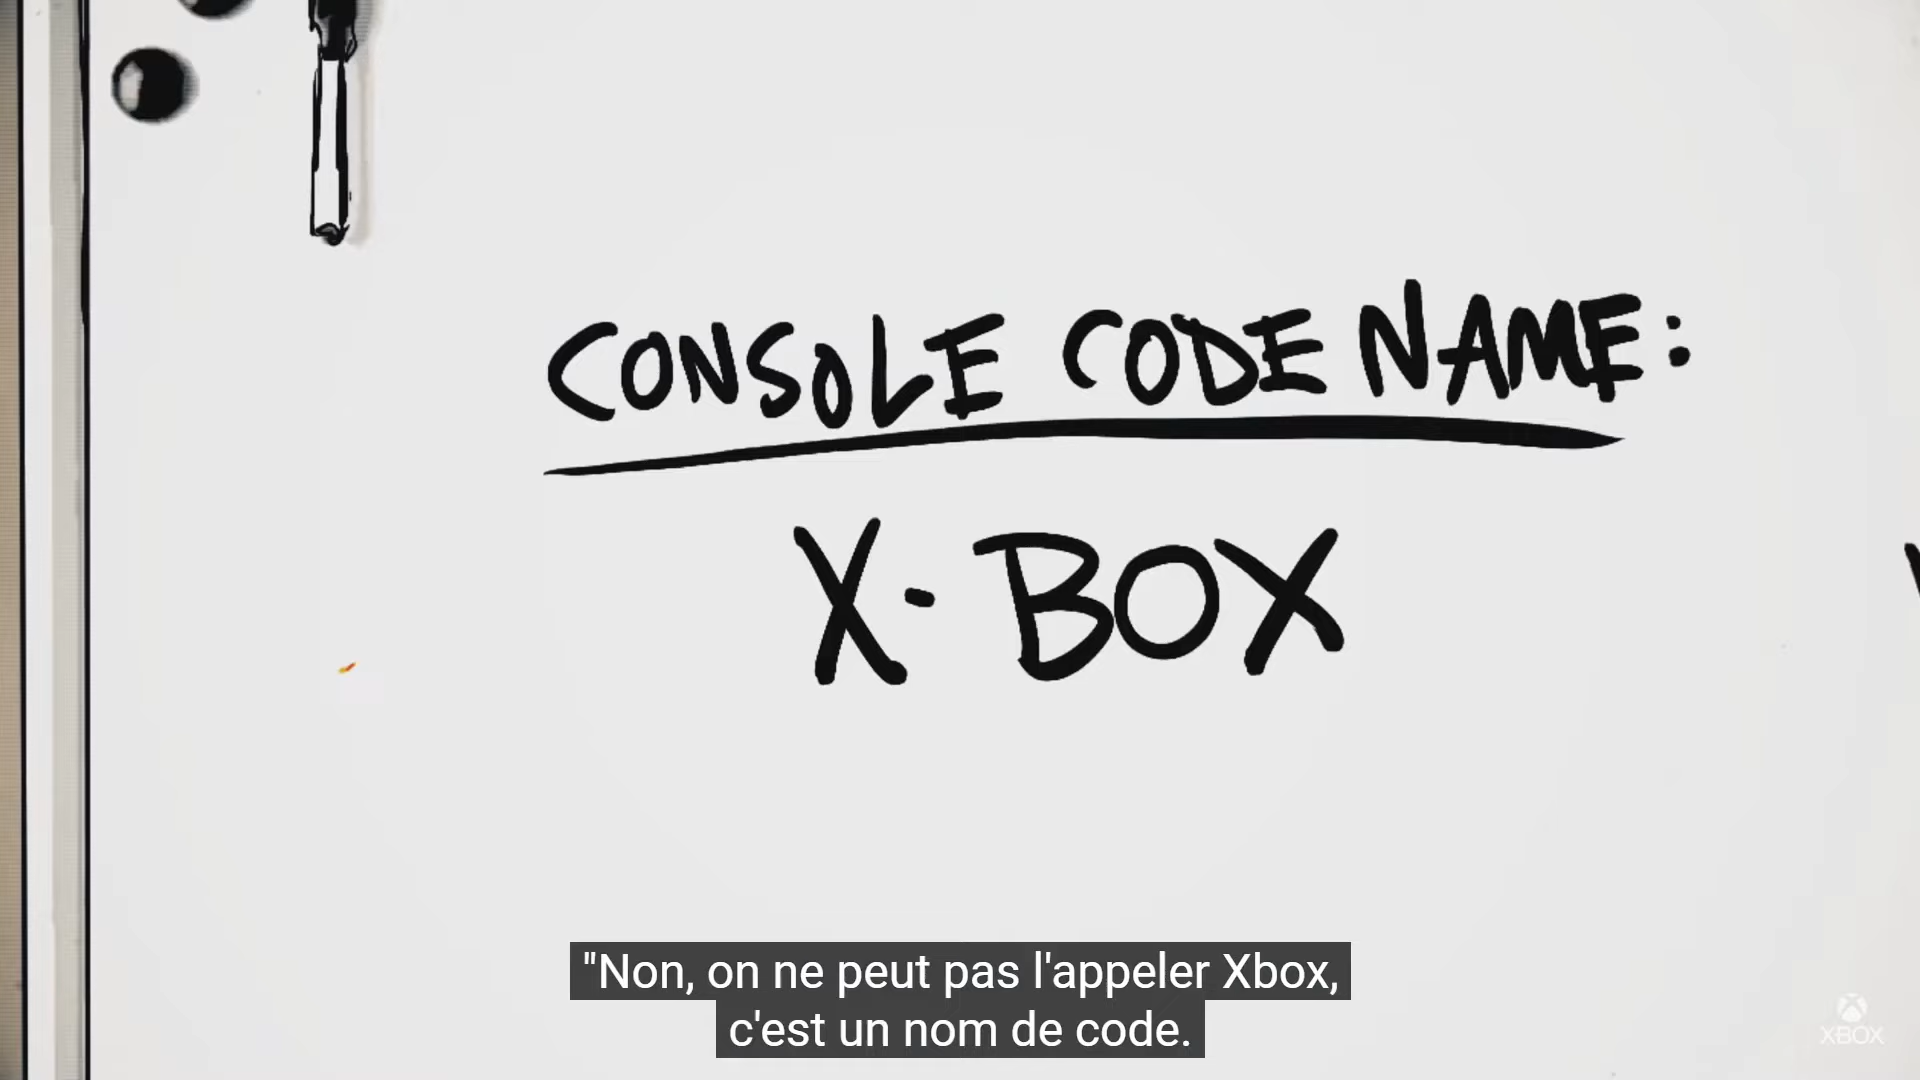 CONSOLE CODE NAME:
X-BOX
"Non, on ne peut pas l'appeler Xbox,
c'est un nom de code.
XBOX